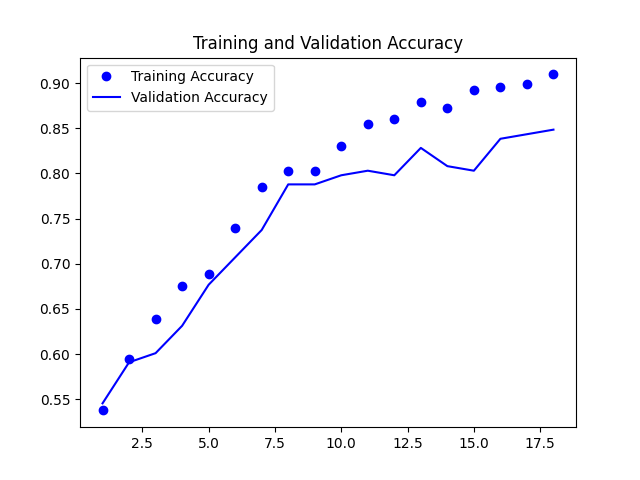 Training and Validation Accuracy
Training Accuracy
Validation Accuracy
0.90
0.85
0.80
0.75
0.70
0.65
0.60
0.55
2.5 5.0 7.5 10.0 12.5 15.0 17.5